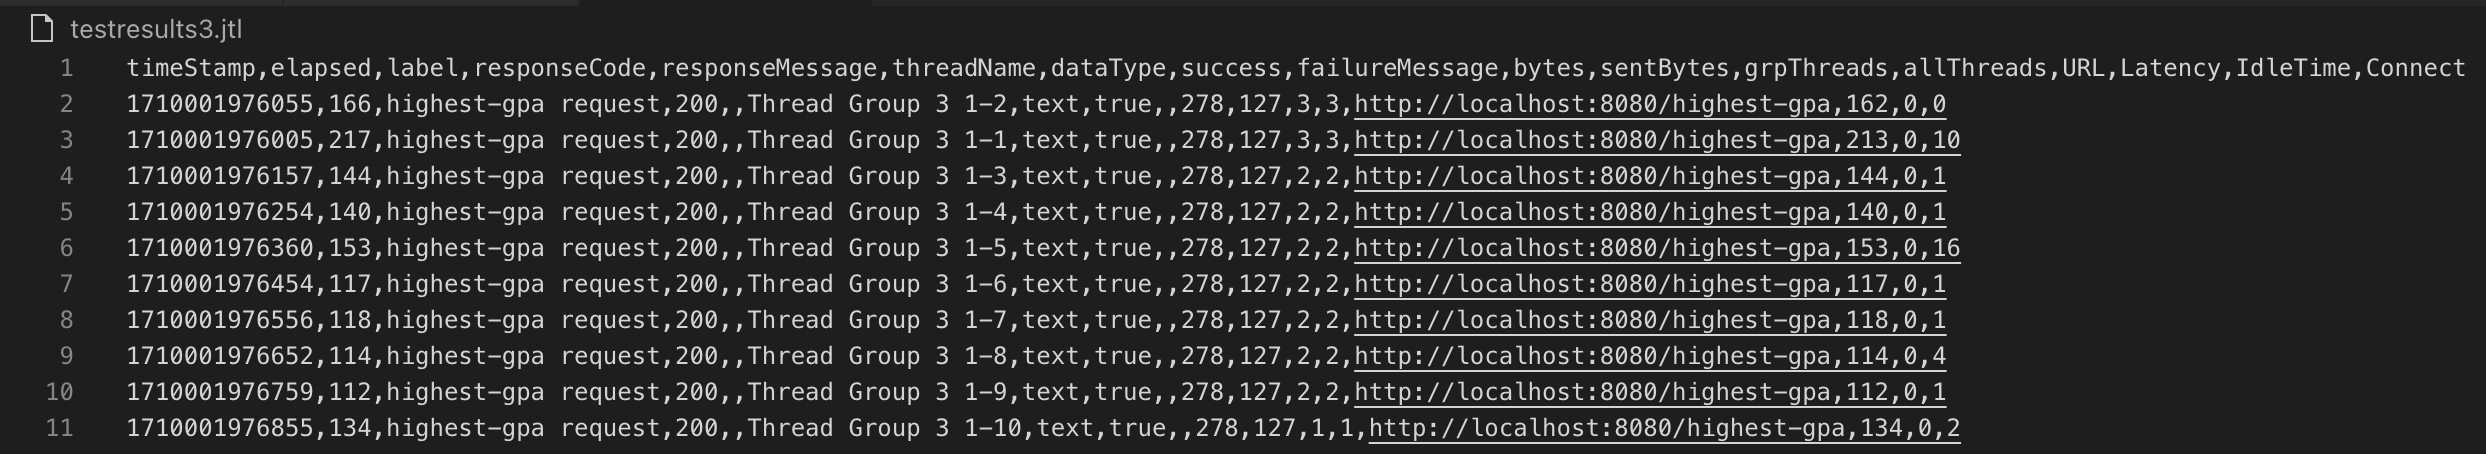 testresults3.jtl
1 timeStamp,elapsed,label,responseCode,responseMessage,threadName,dataType,success,failureMessage,bytes,sentBytes,grpThreads,allThreads,URL,Latency,IdleTime,Connect
2 1710001976055,166,highest-gpa request,200,,Thread Group 3 1-2,text,true,,278,127,3,3,http://localhost:8080/highest-gpa,162,0,0
3 1710001976005,217,highest-gpa request,200,,Thread Group 3 1-1,text,true,,278,127,3,3,http://localhost:8080/highest-gpa,213,0,10
4 1710001976157,144,highest-gpa request,200,,Thread Group 3 1-3,text,true,,278,127,2,2,http://localhost:8080/highest-gpa,144,0,1
5 1710001976254,140,highest-gpa request,200,,Thread Group 3 1-4,text,true,,278,127,2,2,http://localhost:8080/highest-gpa,140,0,1
6 1710001976360,153,highest-gpa request,200,,Thread Group 3 1-5,text,true,,278,127,2,2,http://localhost:8080/highest-gpa,153,0,16
7 1710001976454,117,highest-gpa request,200,,Thread Group 3 1-6,text,true,,278,127,2,2,http://localhost:8080/highest-gpa,117,0,1
8 1710001976556,118,highest-gpa request,200,,Thread Group 3 1-7,text,true,,278,127,2,2,http://localhost:8080/highest-gpa,118,0,1
9 1710001976652,114,highest-gpa request,200,,Thread Group 3 1-8,text,true,,278,127,2,2,http://localhost:8080/highest-gpa,114,0,4
10 1710001976759,112,highest-gpa request,200,,Thread Group 3 1-9,text,true,,278,127,2,2,http://localhost:8080/highest-gpa,112,0,1
11 1710001976855,134,highest-gpa request,200,,Thread Group 3 1-10,text,true,,278,127,1,1,http://localhost:8080/highest-gpa,134,0,2